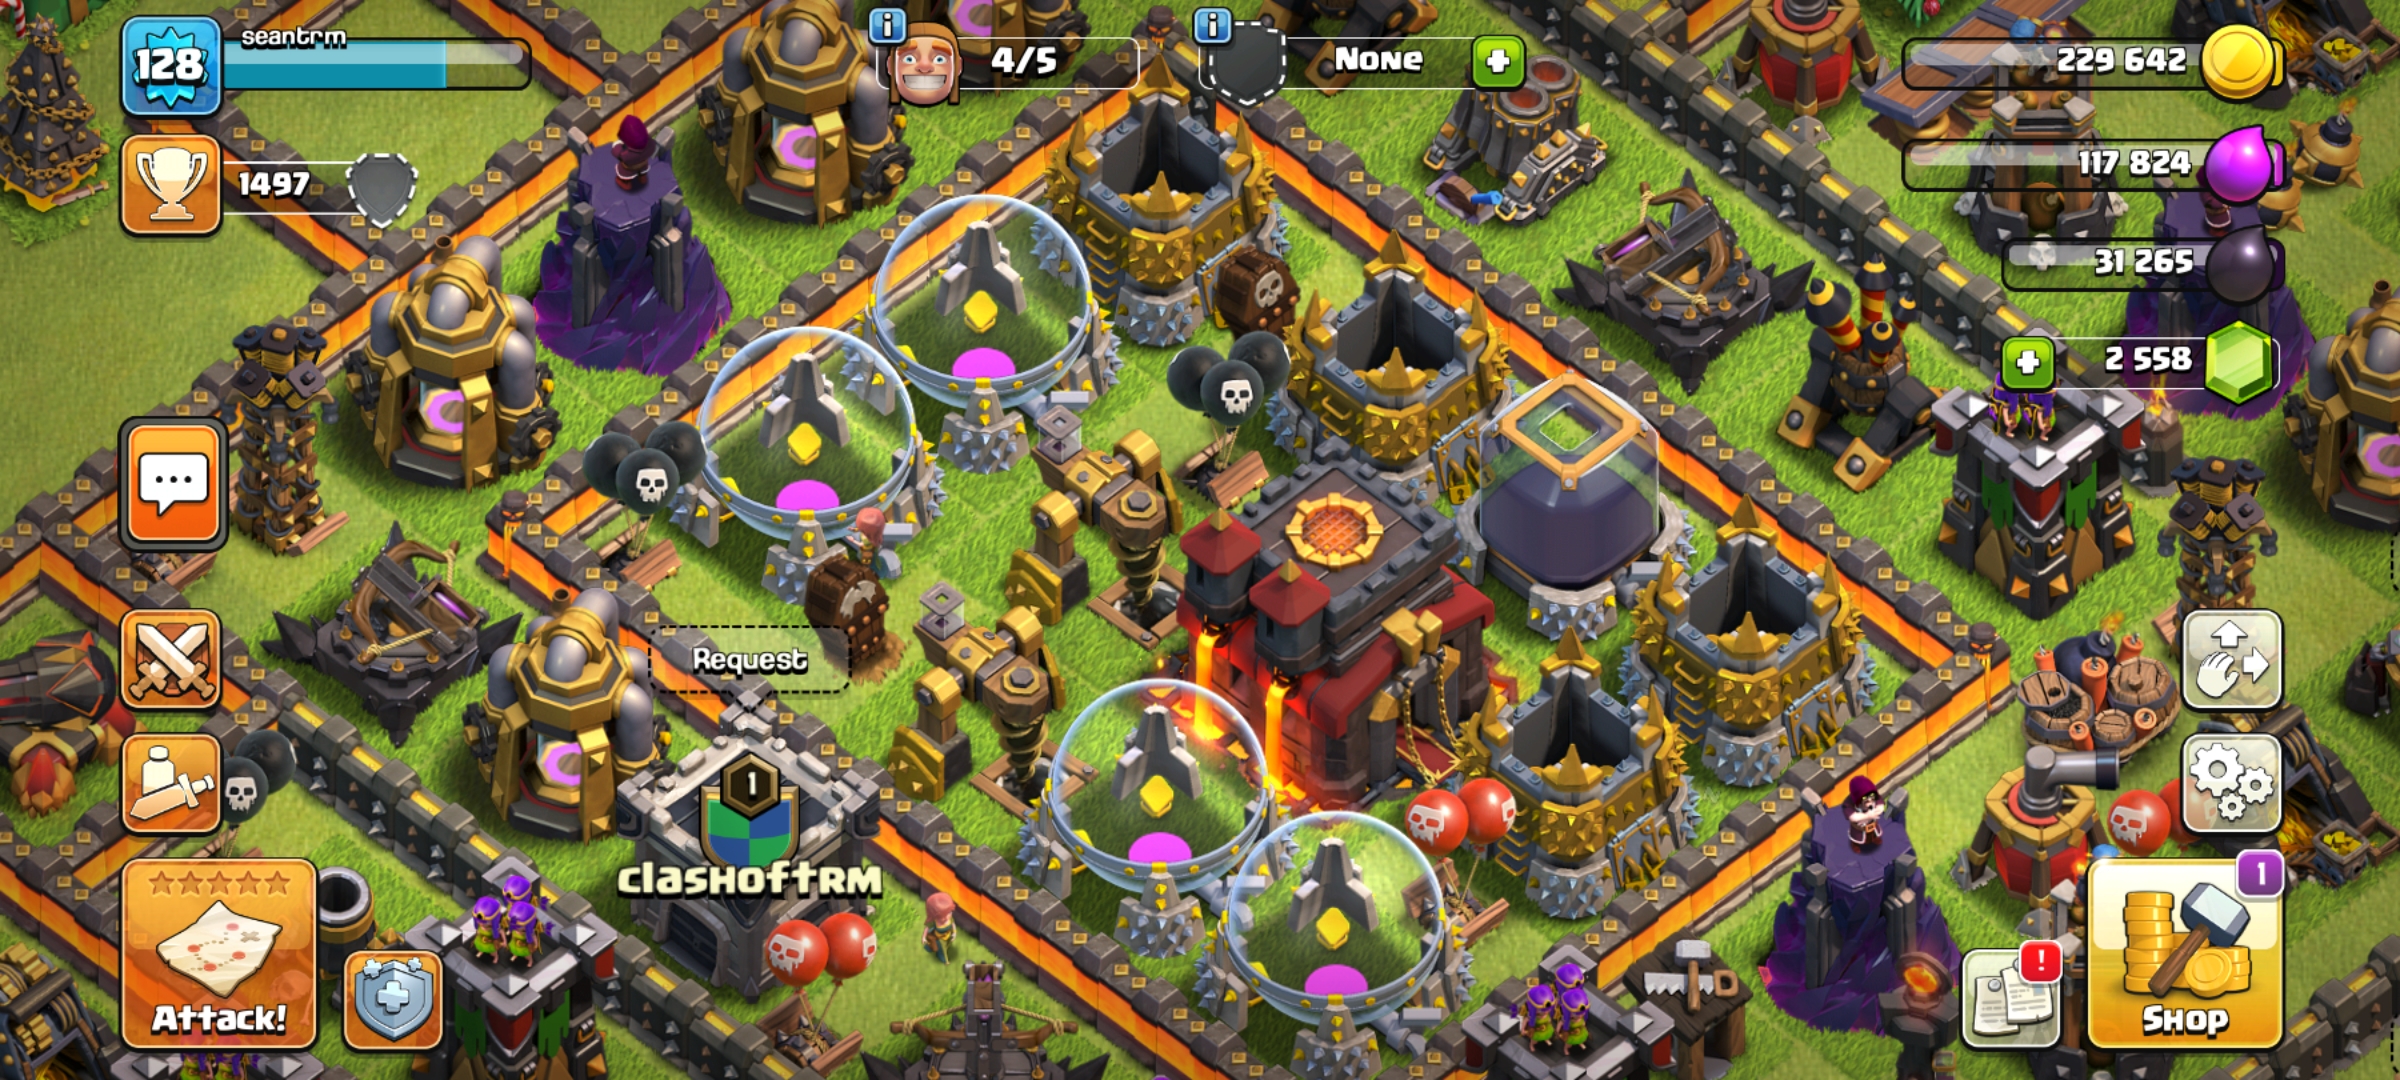 128
seantrm
4/5
None
229 642
1497
117 824
31 265
2 558
Request
1
clashoftrm
1
Attack!
!
Shop